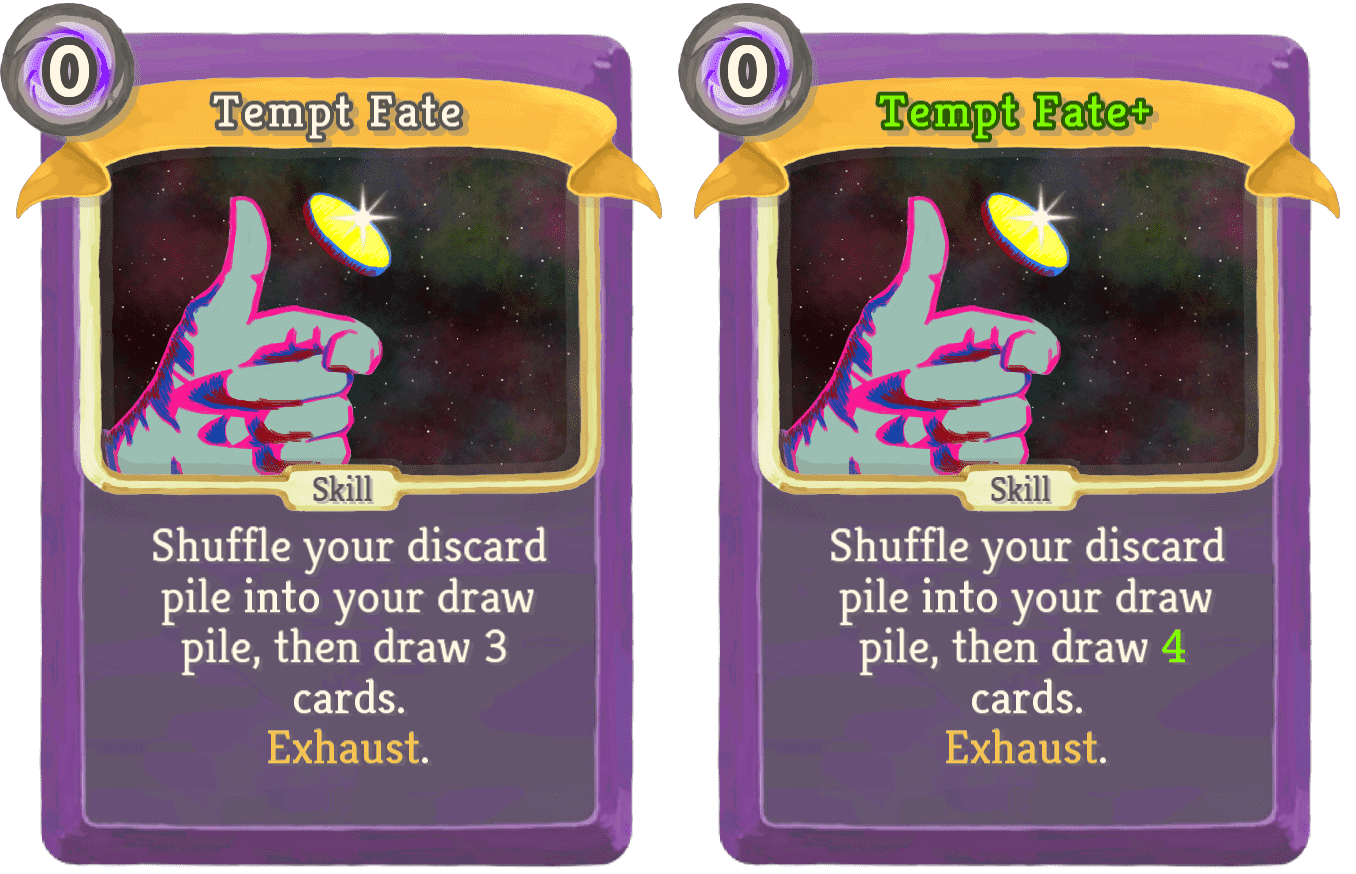 0
Tempt Fate
Skill
Shuffle your discard
pile into your draw
pile, then draw 3
cards.
Exhaust.
0
Tempt Fate+
Skill
Shuffle your discard
pile into your draw
pile, then draw 4
cards.
Exhaust.